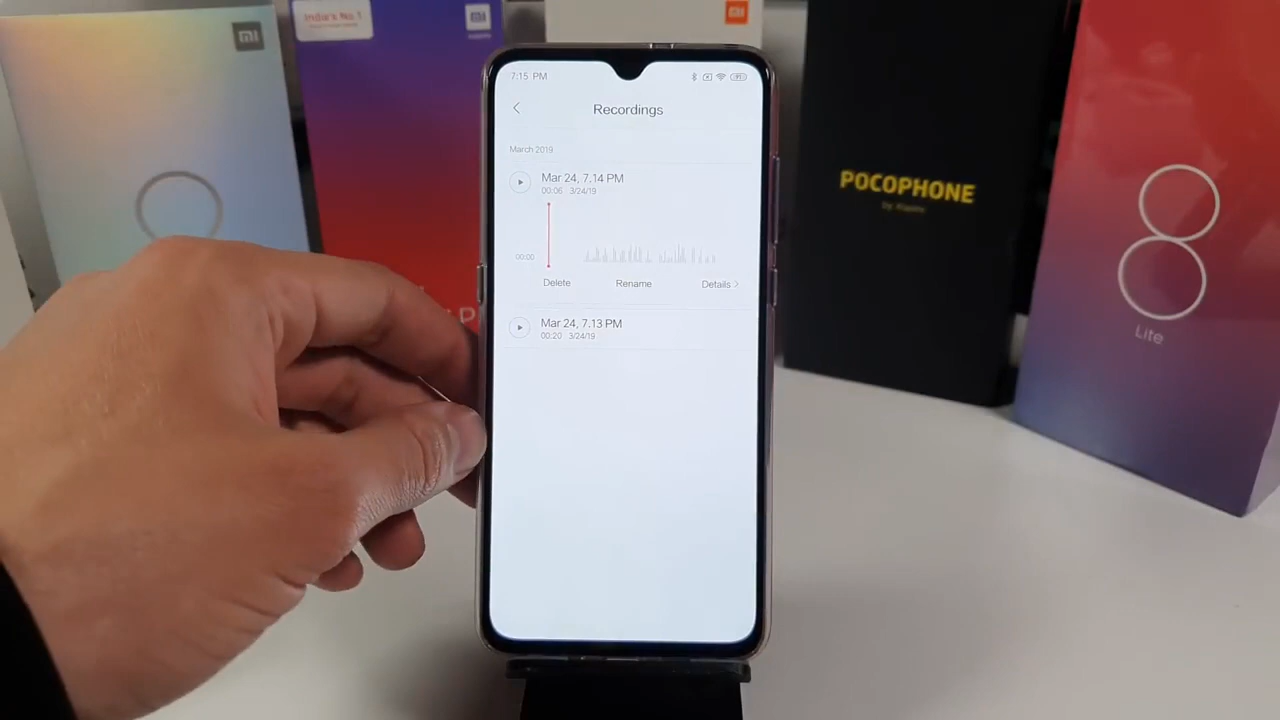 India's No. 1
mi
mi
mi
7:15 PM
Recordings
March 2019
Mar 24, 7.14 PM
00:06 3/24/19
00:00
Delete
Rename
Details >
Mar 24, 7.13 PM
00:20 3/24/19
POCOPHONE
by Xiaomi
8
Lite